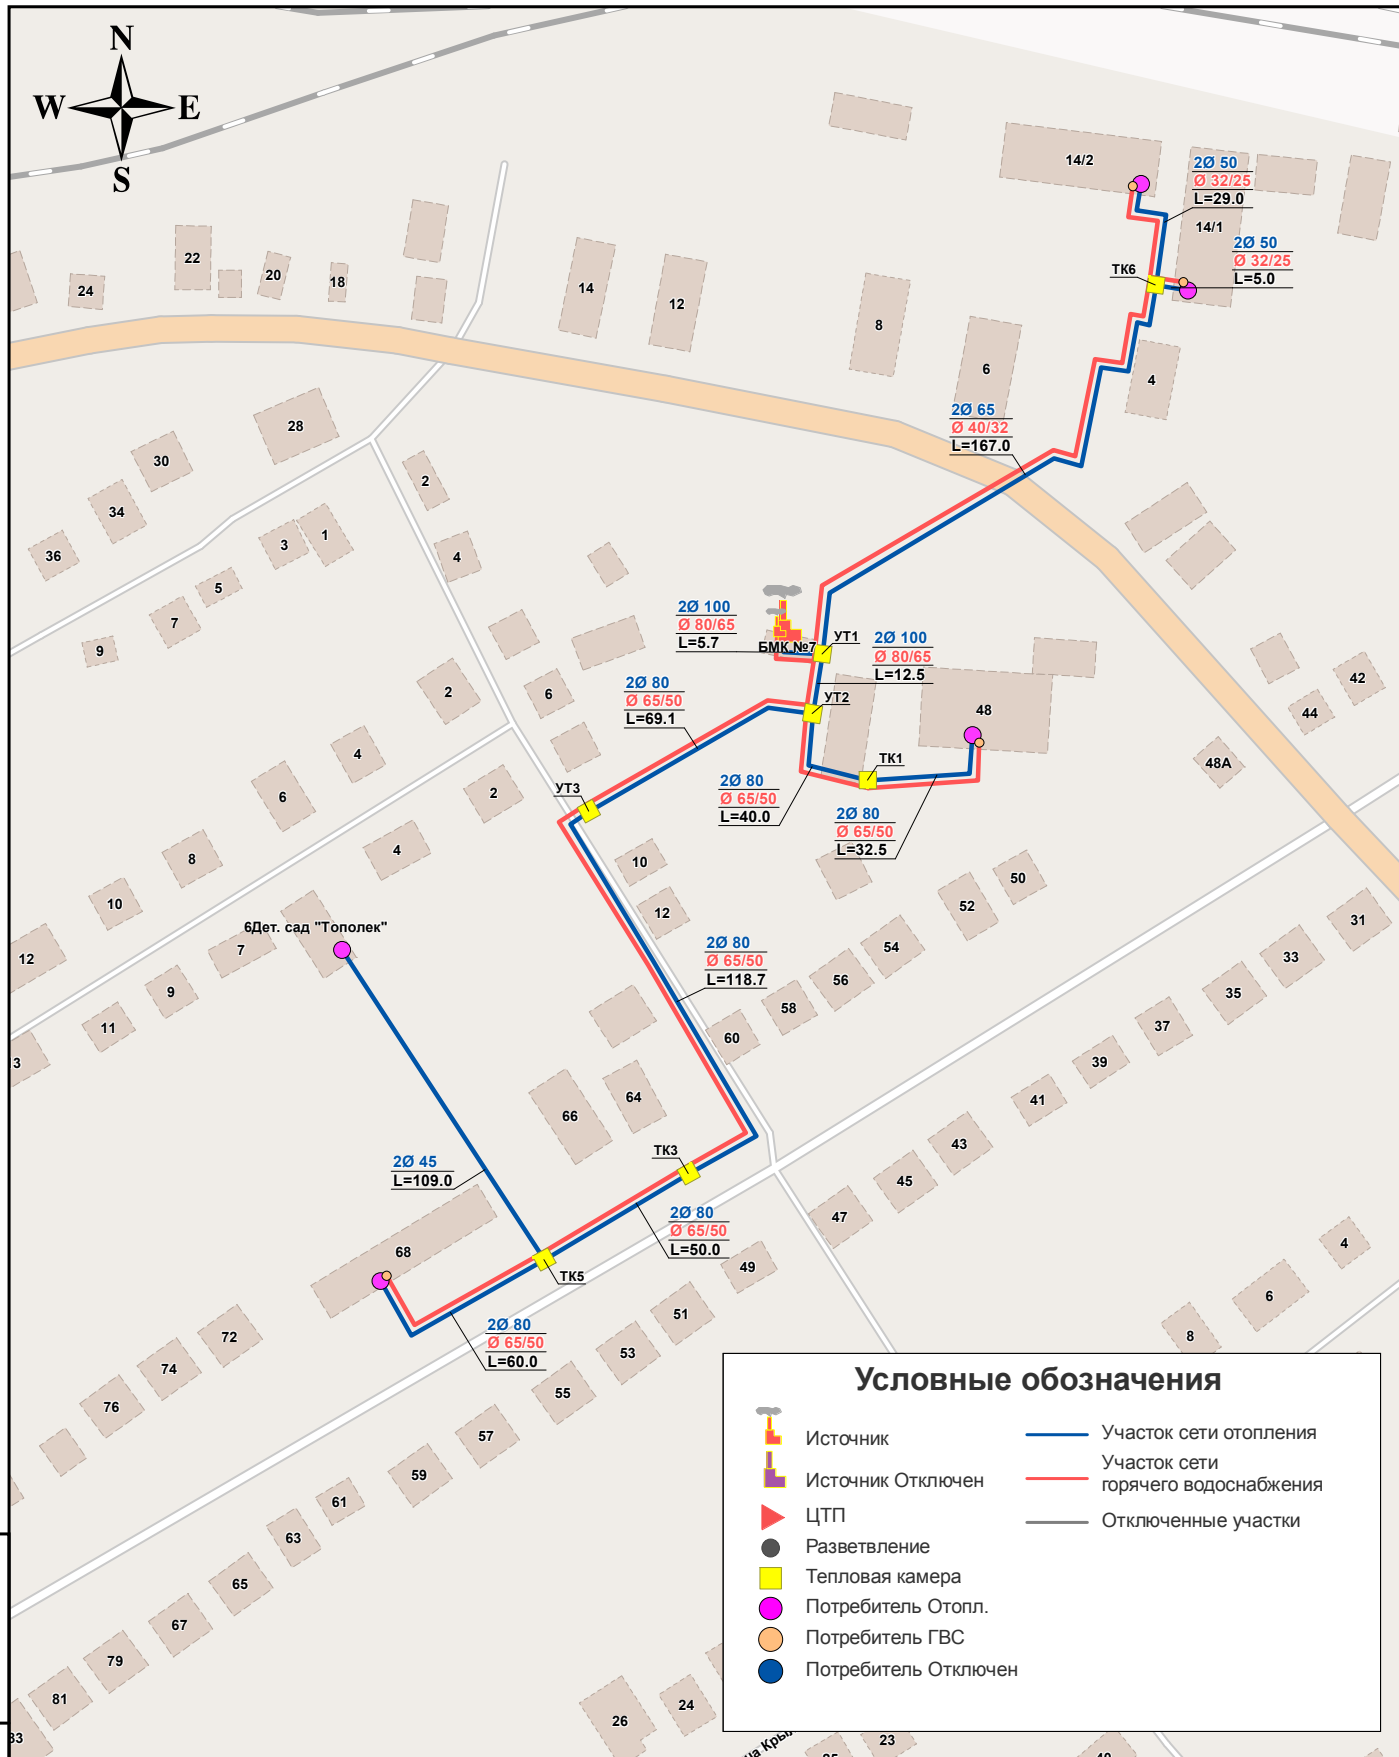 N
W E
S
14/2
2Ø 50
Ø 32/25
L=29.0
14/1
2Ø 50
Ø 32/25
L=5.0
ТК6
22
20
18
24
14
12
8
6
4
2Ø 65
Ø 40/32
L=167.0
28
30
34
36
2
4
1
3
5
7
9
2Ø 100
Ø 80/65
L=5.7
БМК №7
УТ1
2Ø 100
Ø 80/65
L=12.5
2Ø 80
Ø 65/50
L=69.1
УТ2
48
42
44
48А
2
6
4
6
2
УТ3
ТК1
2Ø 80
Ø 65/50
L=40.0
2Ø 80
Ø 65/50
L=32.5
8
4
10
10
12
50
52
54
56
58
60
31
33
35
37
39
41
43
45
47
6Дет. сад "Тополек"
12
7
9
11
2Ø 80
Ø 65/50
L=118.7
66
64
ТК3
2Ø 45
L=109.0
2Ø 80
Ø 65/50
L=50.0
68
ТК5
49
51
53
55
57
59
61
63
65
67
79
81
2Ø 80
Ø 65/50
L=60.0
72
74
76
4
6
8
Условные обозначения
Источник
Источник Отключен
ЦТП
Разветвление
Тепловая камера
Потребитель Отопл.
Потребитель ГВС
Потребитель Отключен
Участок сети отопления
Участок сети
горячего водоснабжения
Отключенные участки
26
24
23